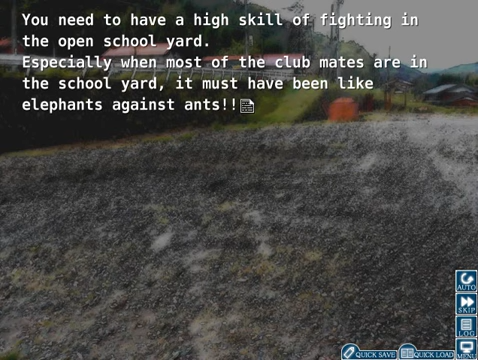 You need to have a high skill of fighting in
the open school yard.
Especially when most of the club mates are in
the school yard, it must have been like
elephants against ants!!
AUTO
SKIP
LOG
MENU
QUICK SAVE
QUICK LOAD